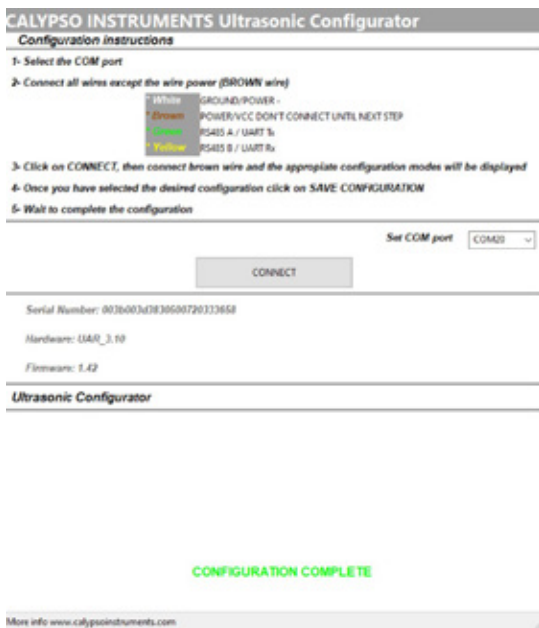 CALYPSO INSTRUMENTS Ultrasonic Configurator
Configuration instructions
1- Select the COM port
2- Connect all wires except the wire power (BROWN wire)
* White GROUND/POWER -
* Brown POWER/VCC DON'T CONNECT UNTIL NEXT STEP
* Green RS485 A / UART Tx
* Yellow RS485 B / UART Rx
3- Click on CONNECT, then connect brown wire and the appropiate configuration modes will be displayed
4- Once you have selected the desired configuration click on SAVE CONFIGURATION
5- Wait to complete the configuration
Set COM port COM20
CONNECT
Serial Number:
Hardware: UAR_3.10
Firmware: 1.42
Ultrasonic Configurator
CONFIGURATION COMPLETE
More info www.calypsoinstruments.com